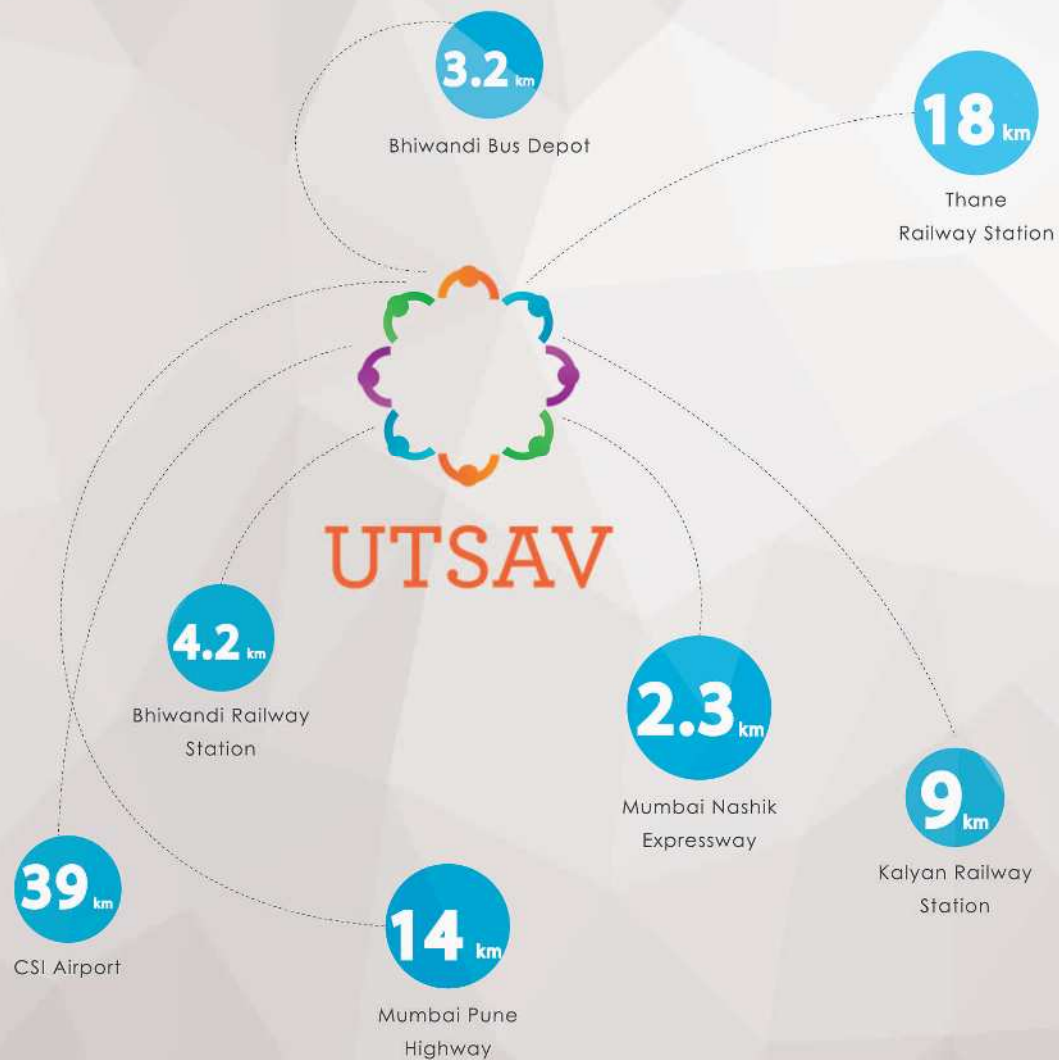 3.2 km
Bhiwandi Bus Depot
18 km
Thane
Railway Station
UTSAV
4.2 km
Bhiwandi Railway
Station
2.3 km
Mumbai Nashik
Expressway
9 km
Kalyan Railway
Station
39 km
CSI Airport
14 km
Mumbai Pune
Highway